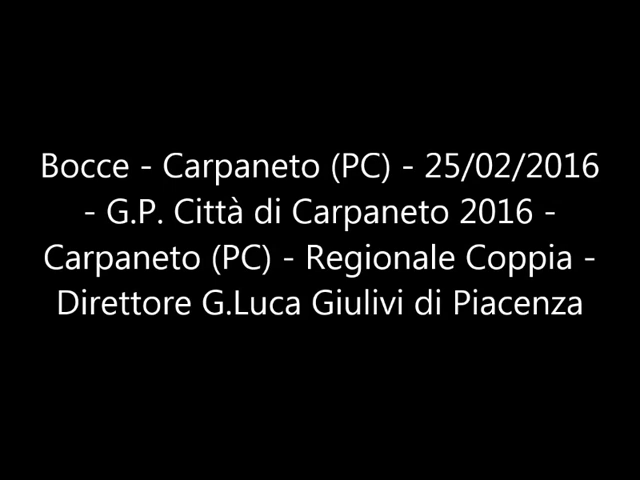 Bocce - Carpaneto (PC) - 25/02/2016
- G.P. Città di Carpaneto 2016 -
Carpaneto (PC) - Regionale Coppia -
Direttore G.Luca Giulivi di Piacenza